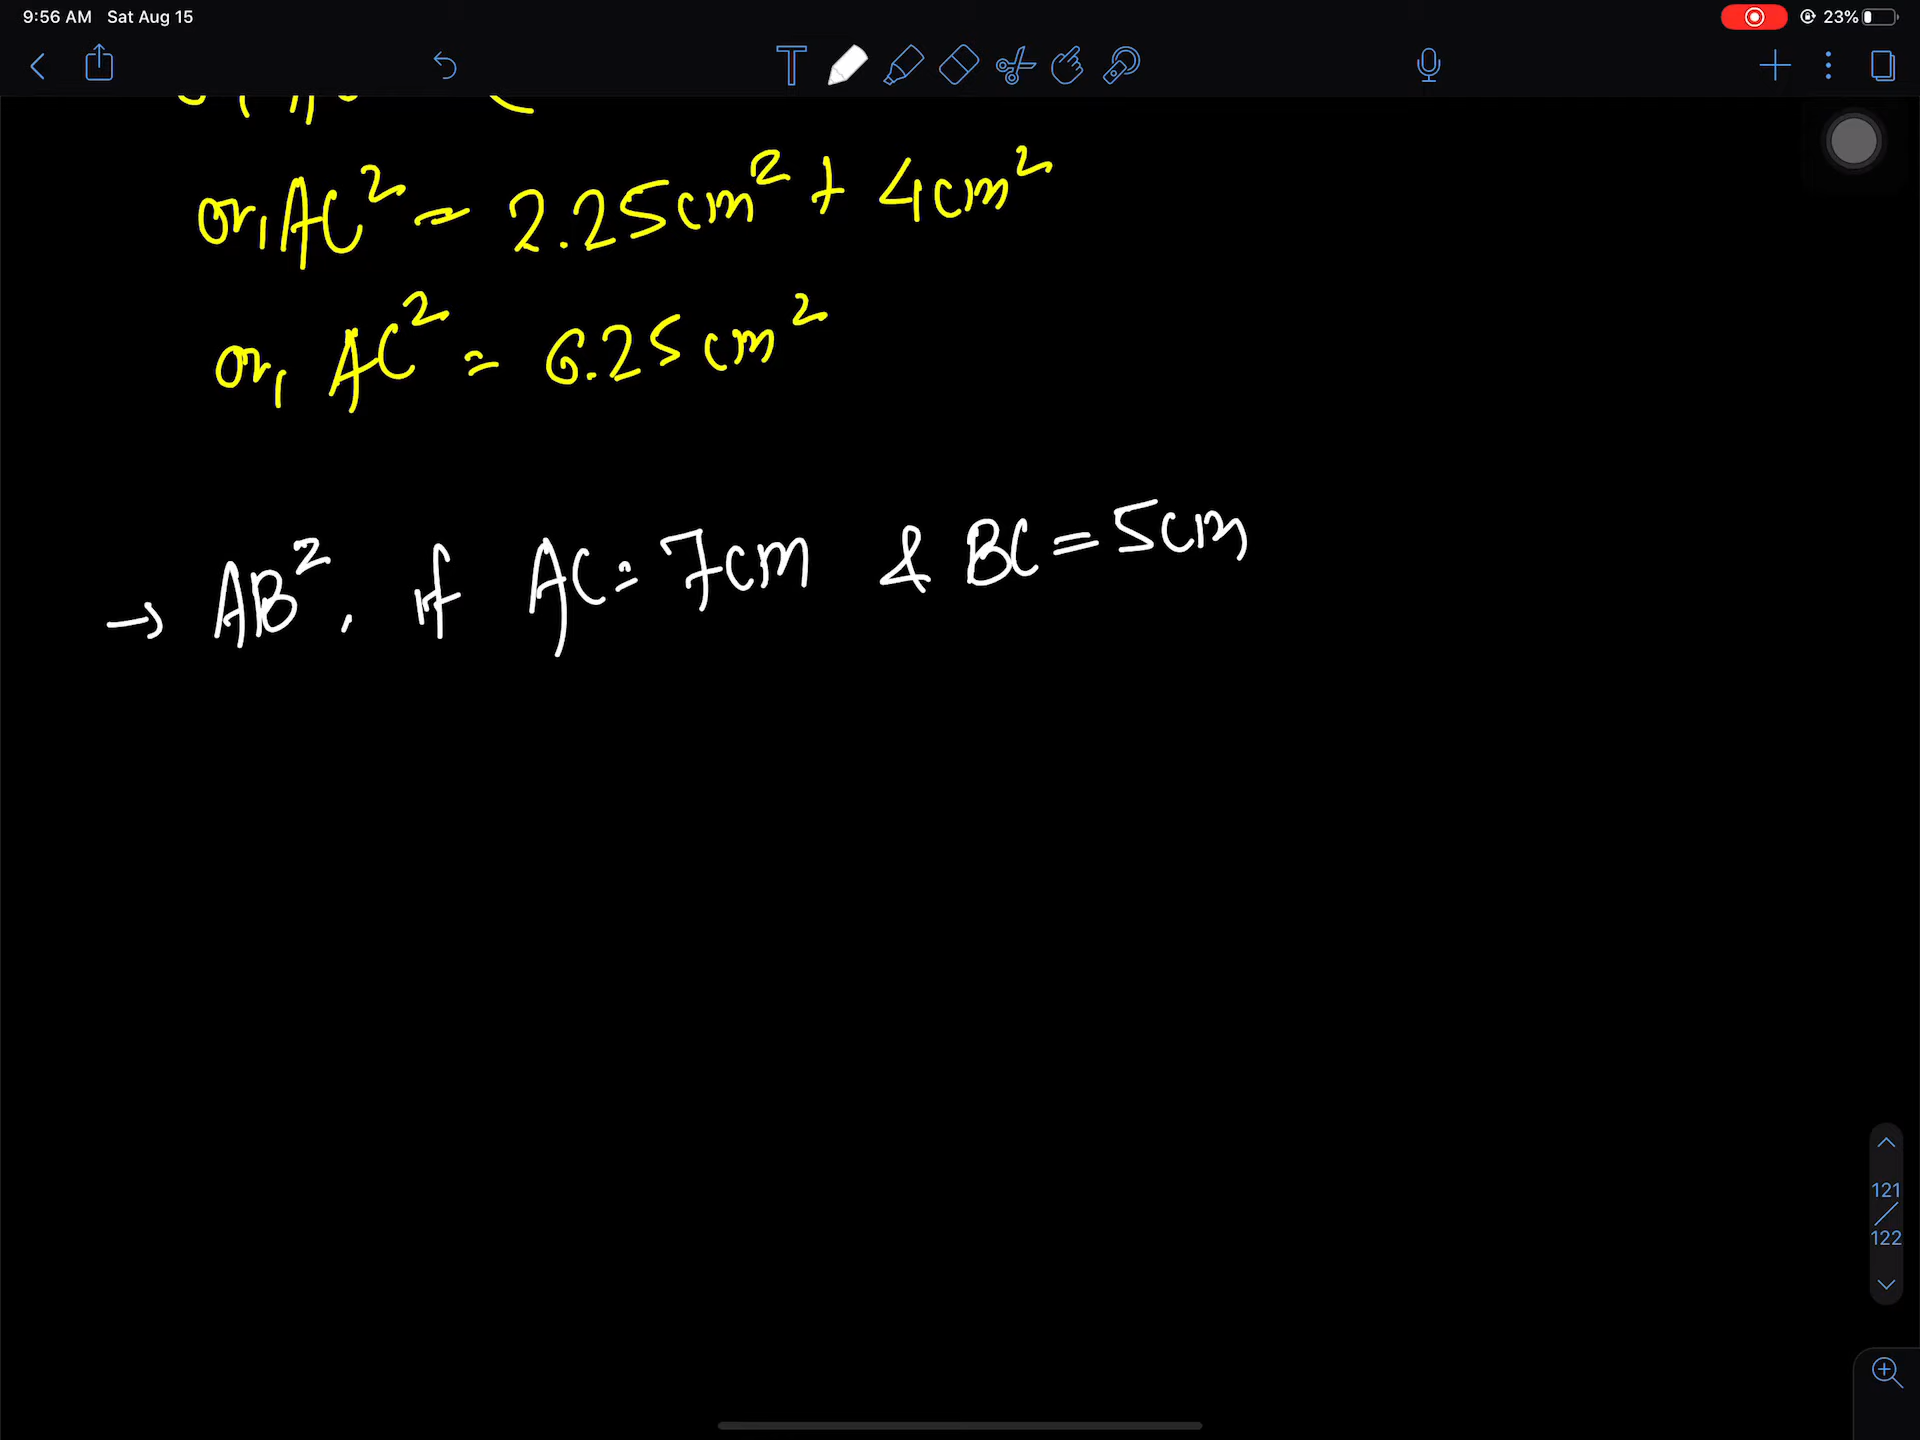 9:56 AM Sat Aug 15 23%
or, AC² = 2.25cm² + 4cm²
or, AC² = 6.25 cm²
→ AB², if AC = 7cm & BC = 5cm
121
/
122